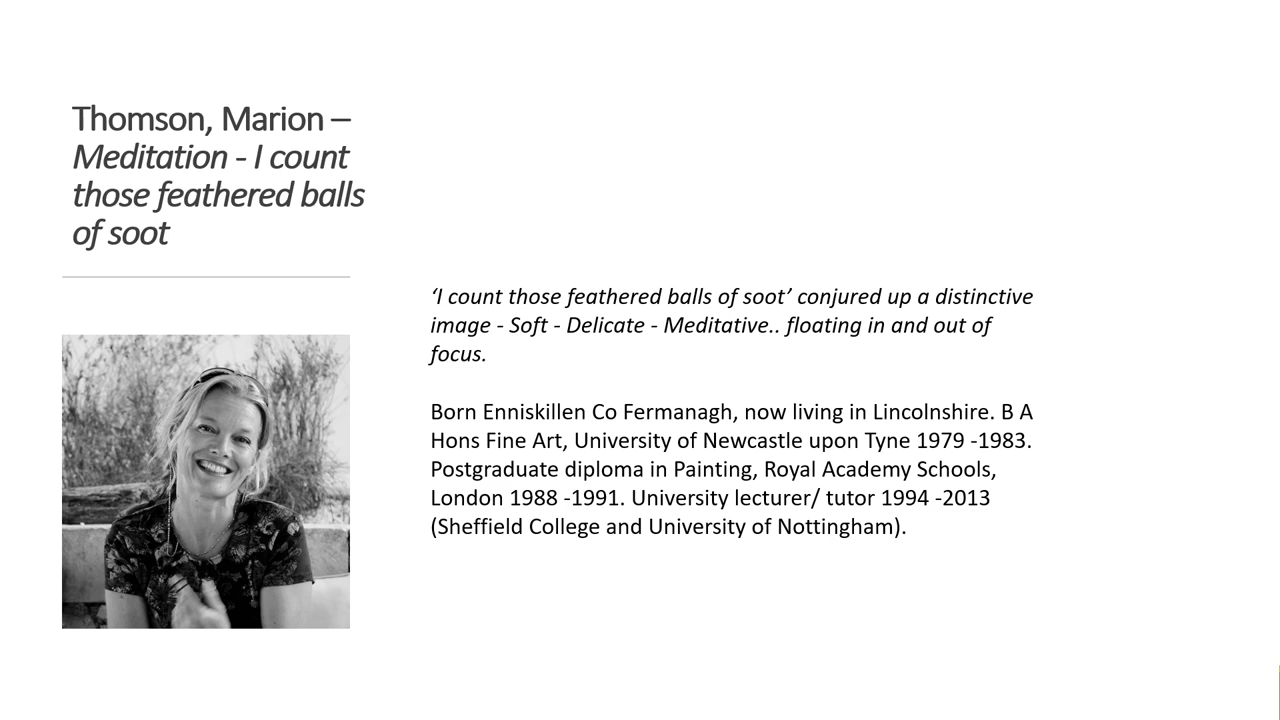 Thomson, Marion –
Meditation - I count
those feathered balls
of soot
‘I count those feathered balls of soot’ conjured up a distinctive
image - Soft - Delicate - Meditative.. floating in and out of
focus.
Born Enniskillen Co Fermanagh, now living in Lincolnshire. B A
Hons Fine Art, University of Newcastle upon Tyne 1979 -1983.
Postgraduate diploma in Painting, Royal Academy Schools,
London 1988 -1991. University lecturer/ tutor 1994 -2013
(Sheffield College and University of Nottingham).